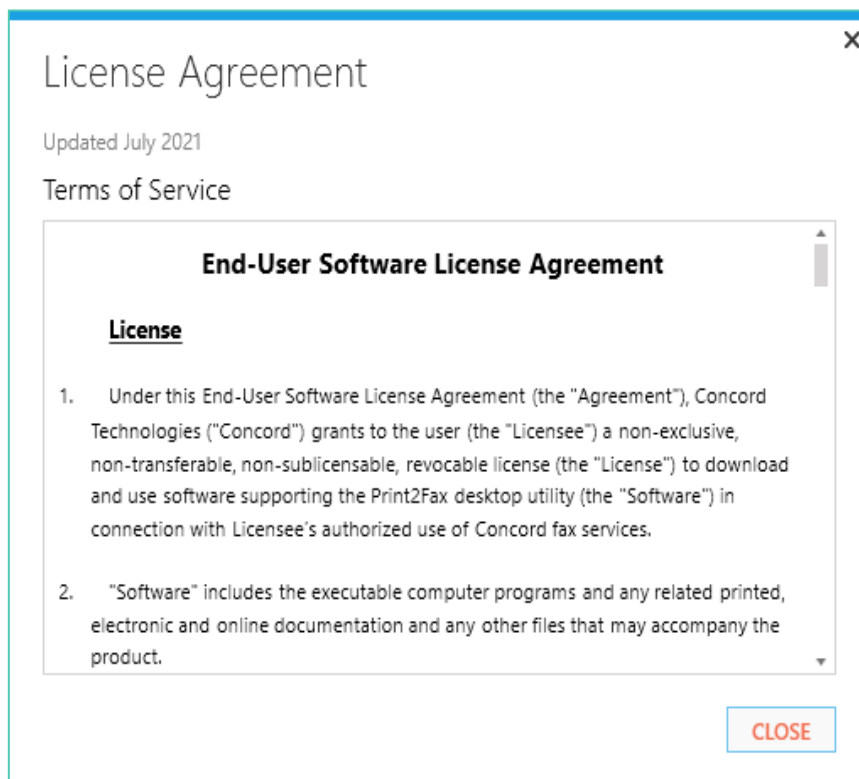 License Agreement
Updated July 2021
Terms of Service
End-User Software License Agreement
License
1. Under this End-User Software License Agreement (the "Agreement"), Concord
Technologies ("Concord") grants to the user (the "Licensee") a non-exclusive,
non-transferable, non-sublicensable, revocable license (the "License") to download
and use software supporting the Print2Fax desktop utility (the "Software") in
connection with Licensee's authorized use of Concord fax services.
2. "Software" includes the executable computer programs and any related printed,
electronic and online documentation and any other files that may accompany the
product.
CLOSE